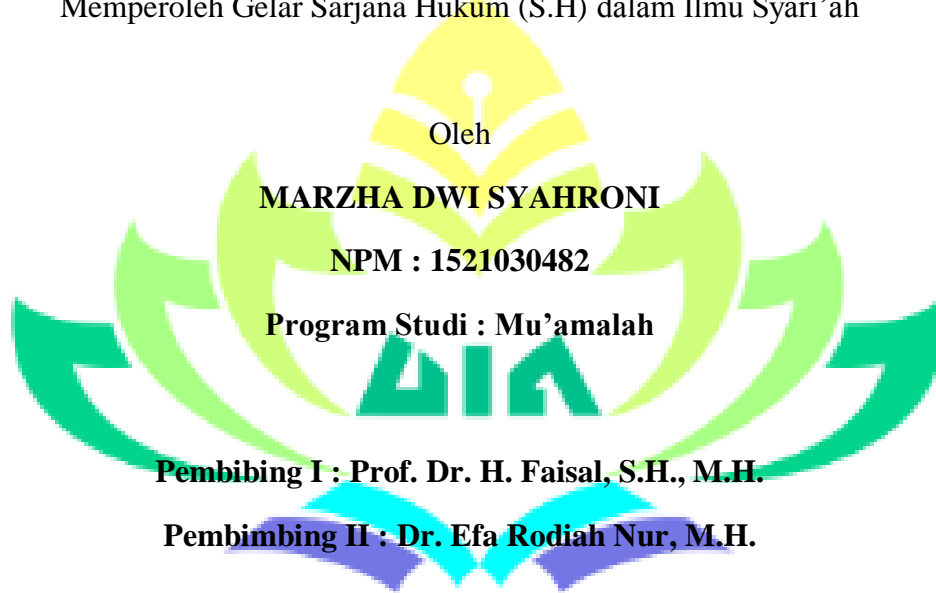 Memperoleh Gelar Sarjana Hukum (S.H) dalam Ilmu Syari’ah
Oleh
MARZHA DWI SYAHRONI
NPM : 1521030482
Program Studi : Mu’amalah
UIN
Pembibing I : Prof. Dr. H. Faisal, S.H., M.H.
Pembimbing II : Dr. Efa Rodiah Nur, M.H.